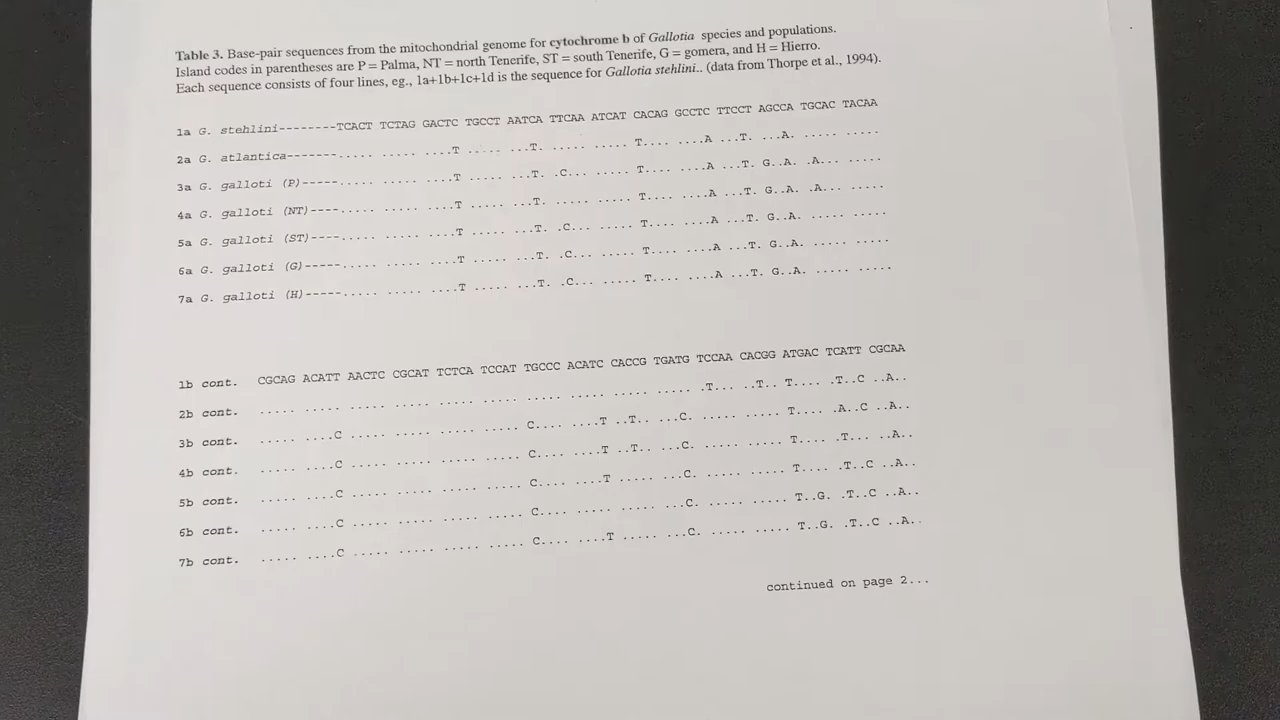 Table 3. Base-pair sequences from the mitochondrial genome for cytochrome b of Gallotia species and populations.
Island codes in parentheses are P = Palma, NT = north Tenerife, ST = south Tenerife, G = gomera, and H = Hierro.
Each sequence consists of four lines, eg., 1a+1b+1c+1d is the sequence for Gallotia stehlini.. (data from Thorpe et al., 1994).
1a G. stehlini--------TCACT TCTAG GACTC TGCCT AATCA TTCAA ATCAT CACAG GCCTC TTCCT AGCCA TGCAC TACAA
2a G. atlantica-------..... ..... ....T ..... ...T. ..... ..... T.... ....A ...T. ...A. ..... .....
3a G. galloti (P)-----..... ..... ....T ..... ...T. .C... ..... T.... ....A ...T. G..A. .A... .....
4a G. galloti (NT)----..... ..... ....T ..... ...T. ..... ..... T.... ....A ...T. G..A. .A... .....
5a G. galloti (ST)----..... ..... ....T ..... ...T. .C... ..... T.... ....A ...T. G..A. ..... .....
6a G. galloti (G)-----..... ..... ....T ..... ...T. .C... ..... T.... ....A ...T. G..A. ..... .....
7a G. galloti (H)-----..... ..... ....T ..... ...T. .C... ..... T.... ....A ...T. G..A. ..... .....
1b cont. CGCAG ACATT AACTC CGCAT TCTCA TCCAT TGCCC ACATC CACCG TGATG TCCAA CACGG ATGAC TCATT CGCAA
2b cont. ..... ..... ..... ..... ..... ..... ..... ..... ..... ..... .T... ...T.. T.... .T..C ..A..
3b cont. ..... ....C ..... ..... ..... ..... C.... ....T ..T.. ...C. ..... ..... T.... .A..C ..A..
4b cont. ..... ....C ..... ..... ..... ..... C.... ....T ..T.. ...C. ..... ..... T.... .T... ..A..
5b cont. ..... ....C ..... ..... ..... ..... C.... ....T ..... ...C. ..... ..... T.... .T..C ..A..
6b cont. ..... ....C ..... ..... ..... ..... C.... ..... ..... ...C. ..... ..... T..G. .T..C ..A..
7b cont. ..... ....C ..... ..... ..... ..... C.... ....T ..... ...C. ..... ..... T..G. .T..C ..A..
continued on page 2...